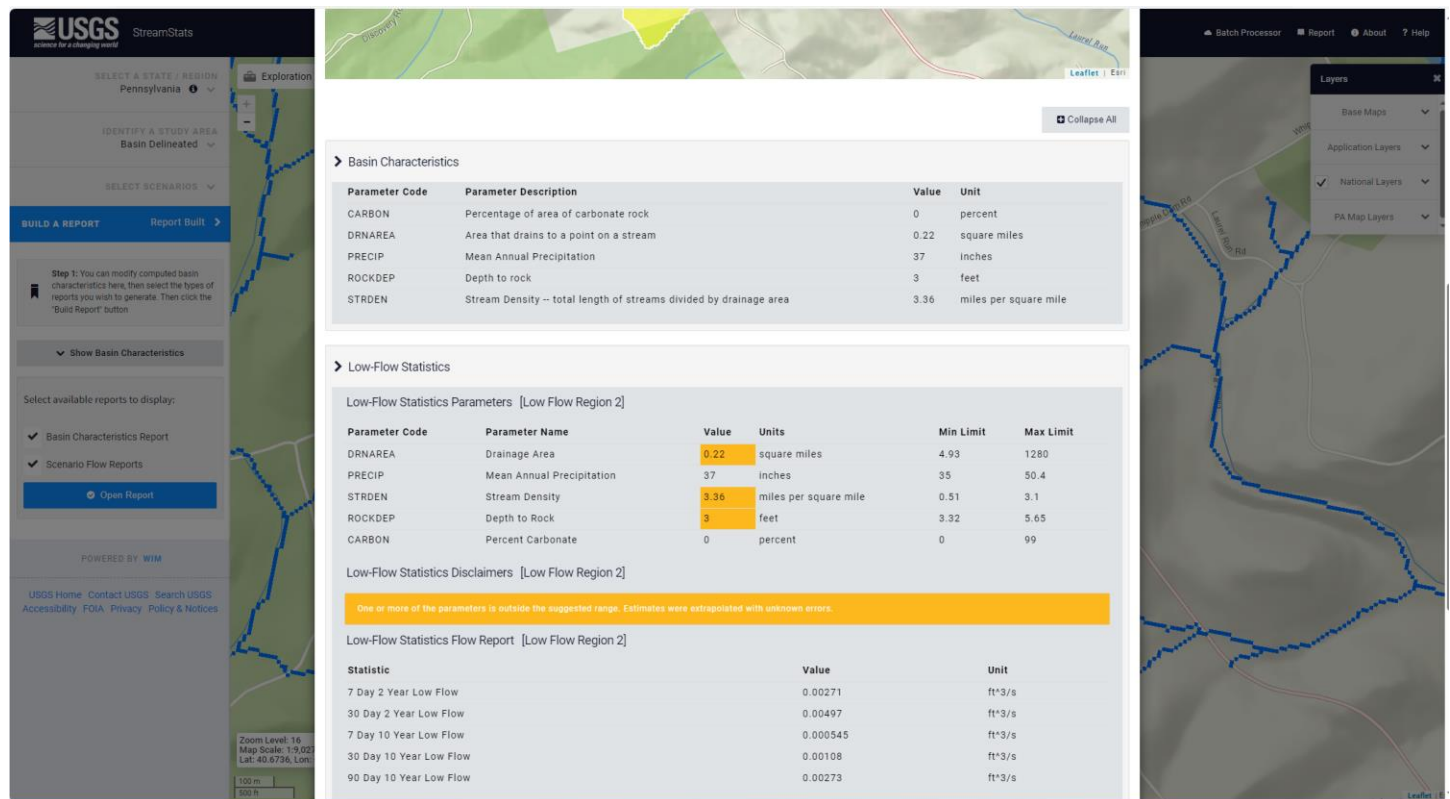 USGS
science for a changing world
StreamStats
Batch Processor
Report
About
? Help
SELECT A STATE / REGION
Pennsylvania
IDENTIFY A STUDY AREA
Basin Delineated
SELECT SCENARIOS
BUILD A REPORT
Report Built
Step 1: You can modify computed basin
characteristics here, then select the types of
reports you wish to generate. Then click the
"Build Report" button
Show Basin Characteristics
Select available reports to display:
Basin Characteristics Report
Scenario Flow Reports
Open Report
POWERED BY WIM
USGS Home Contact USGS Search USGS
Accessibility FOIA Privacy Policy & Notices
Exploration
+
-
Zoom Level: 16
Map Scale: 1:9,027
Lat: 40.6736, Lon:
100 m
500 ft
Laurel Run
Leaflet | Esri
Collapse All
Basin Characteristics
Parameter Code Parameter Description Value Unit
CARBON Percentage of area of carbonate rock 0 percent
DRNAREA Area that drains to a point on a stream 0.22 square miles
PRECIP Mean Annual Precipitation 37 inches
ROCKDEP Depth to rock 3 feet
STRDEN Stream Density -- total length of streams divided by drainage area 3.36 miles per square mile
Low-Flow Statistics
Low-Flow Statistics Parameters [Low Flow Region 2]
Parameter Code Parameter Name Value Units Min Limit Max Limit
DRNAREA Drainage Area 0.22 square miles 4.93 1280
PRECIP Mean Annual Precipitation 37 inches 35 50.4
STRDEN Stream Density 3.36 miles per square mile 0.51 3.1
ROCKDEP Depth to Rock 3 feet 3.32 5.65
CARBON Percent Carbonate 0 percent 0 99
Low-Flow Statistics Disclaimers [Low Flow Region 2]
One or more of the parameters is outside the suggested range. Estimates were extrapolated with unknown errors.
Low-Flow Statistics Flow Report [Low Flow Region 2]
Statistic Value Unit
7 Day 2 Year Low Flow 0.00271 ft^3/s
30 Day 2 Year Low Flow 0.00497 ft^3/s
7 Day 10 Year Low Flow 0.000545 ft^3/s
30 Day 10 Year Low Flow 0.00108 ft^3/s
90 Day 10 Year Low Flow 0.00273 ft^3/s
Layers
Base Maps
Application Layers
National Layers
PA Map Layers
Laurel Run Rd
Leaflet